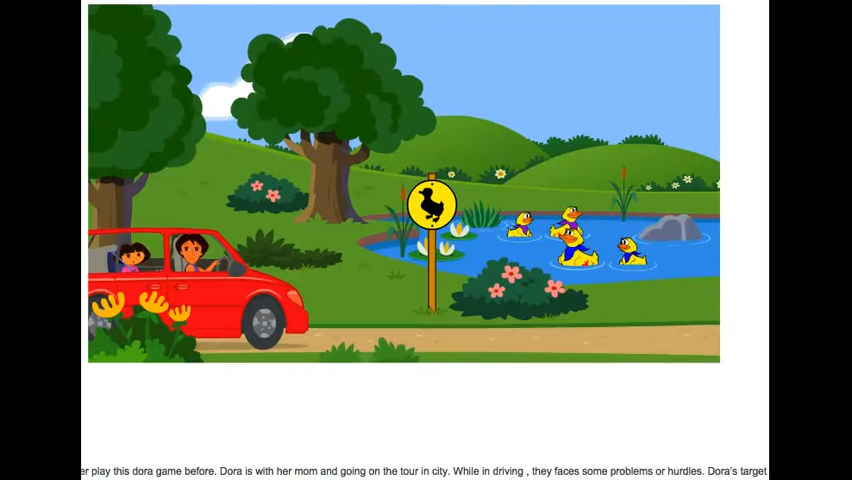 er play this dora game before. Dora is with her mom and going on the tour in city. While in driving , they faces some problems or hurdles. Dora's target